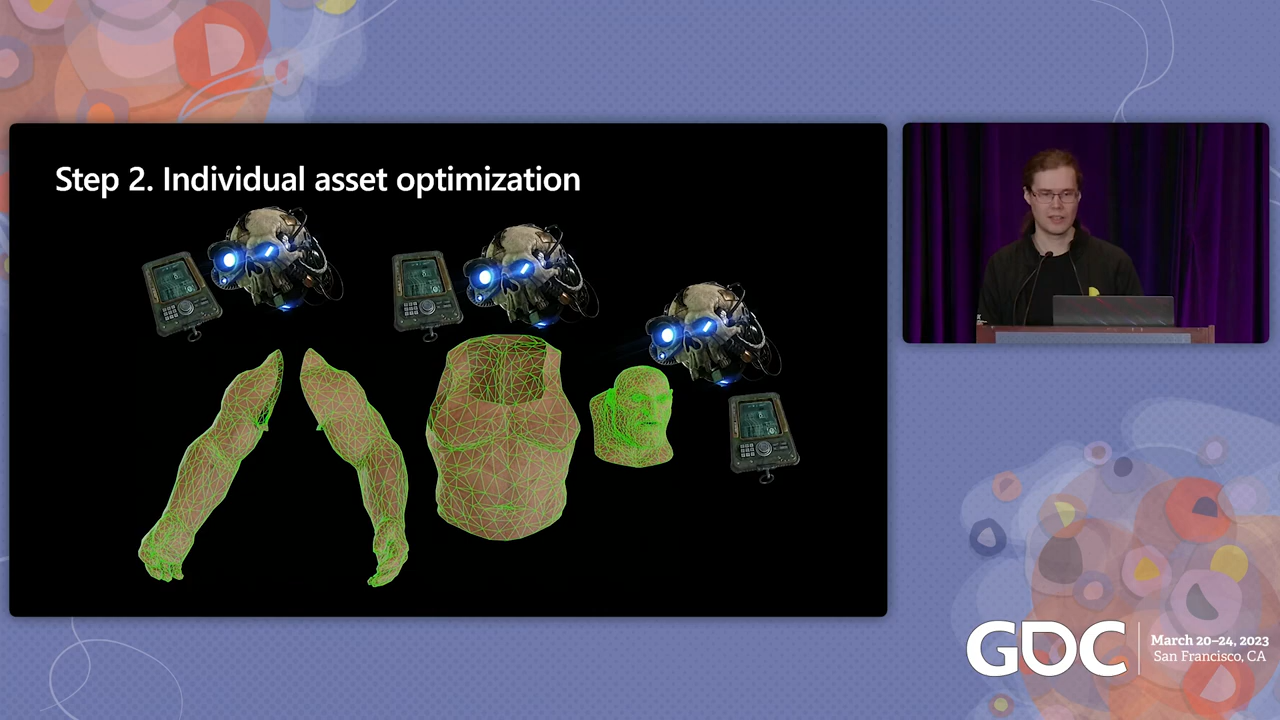 Step 2. Individual asset optimization
GDC
March 20–24, 2023
San Francisco, CA